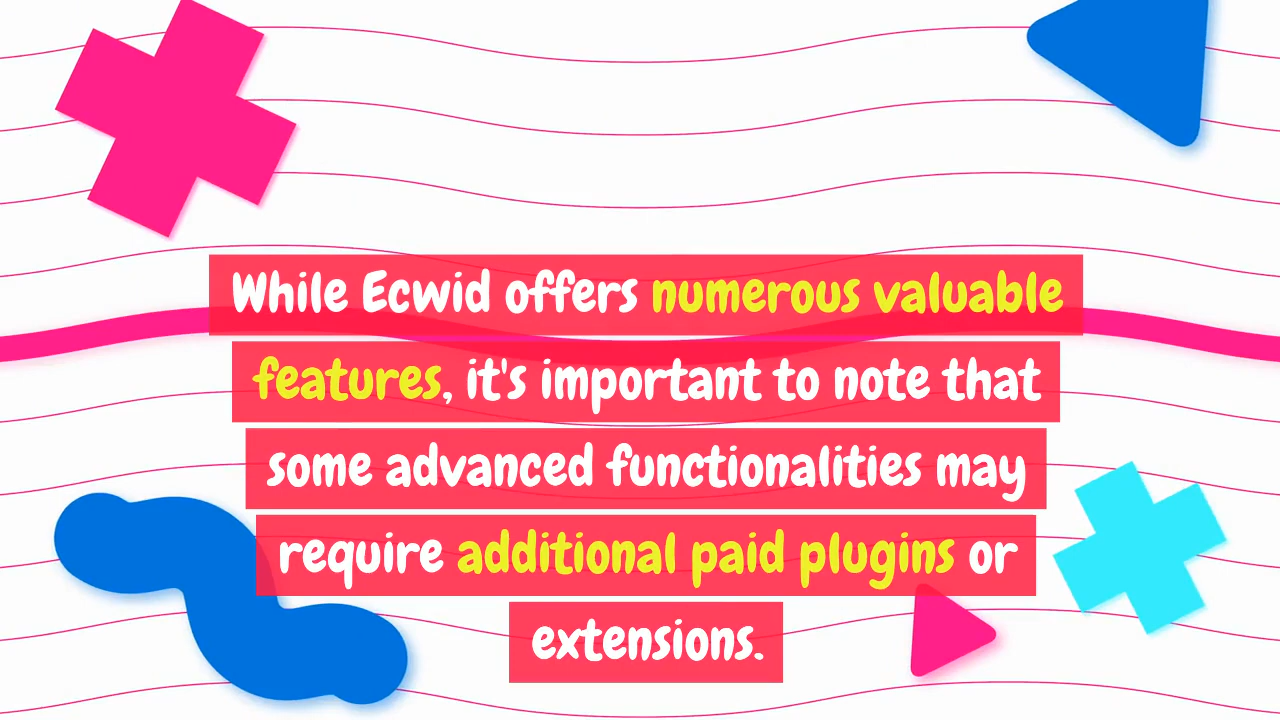 While Ecwid offers numerous valuable
features, it's important to note that
some advanced functionalities may
require additional paid plugins or
extensions.